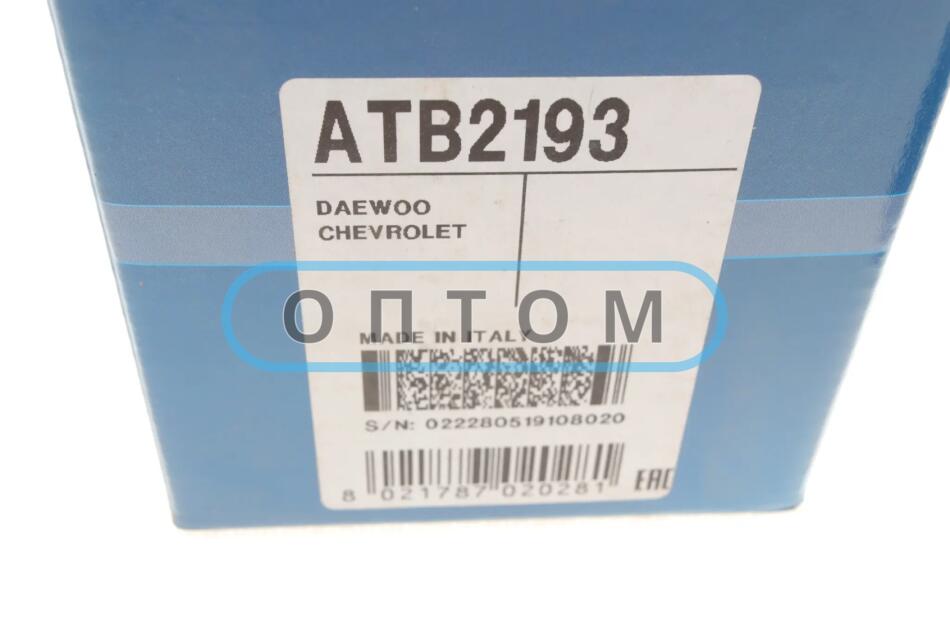 ATB2193
DAEWOO
CHEVROLET
ОПТОМ
MADE IN ITALY
S/N: 022280519108020
8 021787 020281
EAC